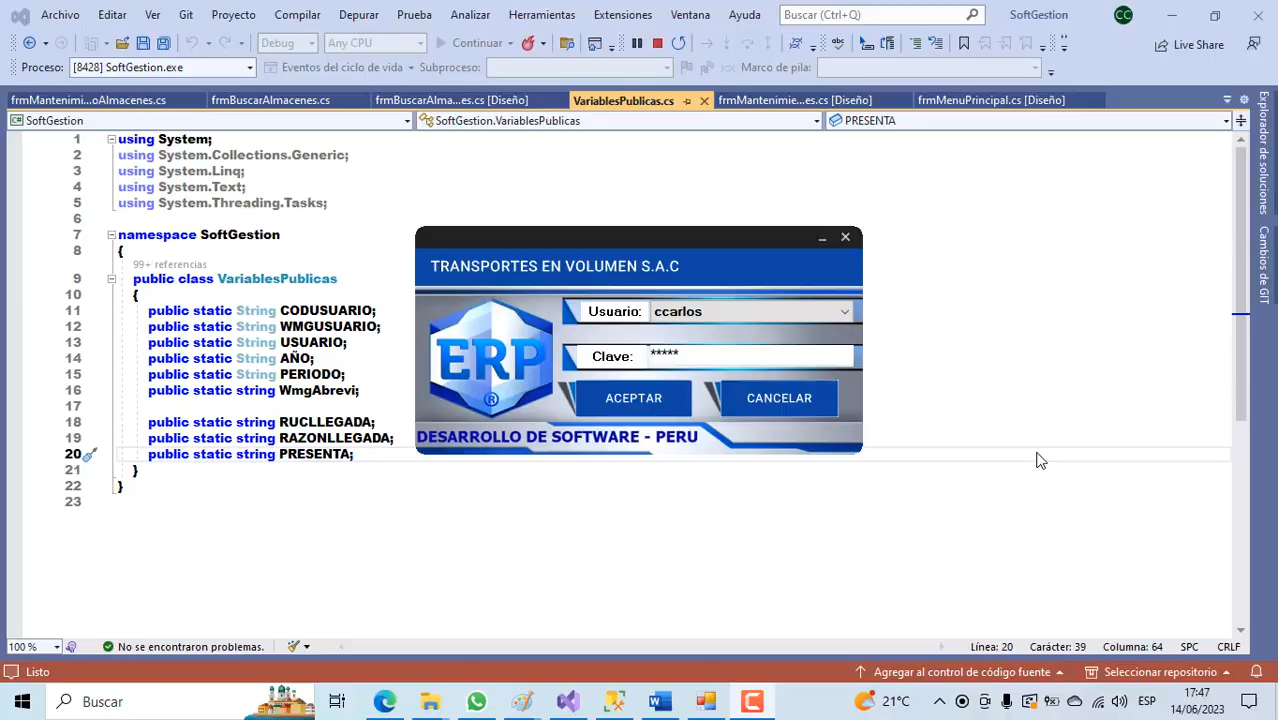 Archivo Editar Ver Git Proyecto Compilar Depurar Prueba Analizar Herramientas Extensiones Ventana Ayuda Buscar (Ctrl+Q) SoftGestion CC
Debug Any CPU Continuar Live Share
Proceso: [8428] SoftGestion.exe Eventos del ciclo de vida Subproceso: Marco de pila:
frmMantenimi...oAlmacenes.cs frmBuscarAlmacenes.cs frmBuscarAlma...es.cs [Diseño] VariablesPublicas.cs frmMantenimie...es.cs [Diseño] frmMenuPrincipal.cs [Diseño]
SoftGestion SoftGestion.VariablesPublicas PRESENTA
Explorador de soluciones
Cambios de GIT
1 using System;
2 using System.Collections.Generic;
3 using System.Linq;
4 using System.Text;
5 using System.Threading.Tasks;
6
7 namespace SoftGestion
8 {
99+ referencias
9 public class VariablesPublicas
10 {
11 public static String CODUSUARIO;
12 public static String WMGUSUARIO;
13 public static String USUARIO;
14 public static String AÑO;
15 public static String PERIODO;
16 public static string WmgAbrevi;
17
18 public static string RUCLLEGADA;
19 public static string RAZONLLEGADA;
20 public static string PRESENTA;
21 }
22 }
23
TRANSPORTES EN VOLUMEN S.A.C
ERP
®
Usuario: ccarlos
Clave: *****
ACEPTAR CANCELAR
DESARROLLO DE SOFTWARE - PERU
100 % No se encontraron problemas. Línea: 20 Carácter: 39 Columna: 64 SPC CRLF
Listo Agregar al control de código fuente Seleccionar repositorio
Buscar 21°C ESP 17:47
14/06/2023